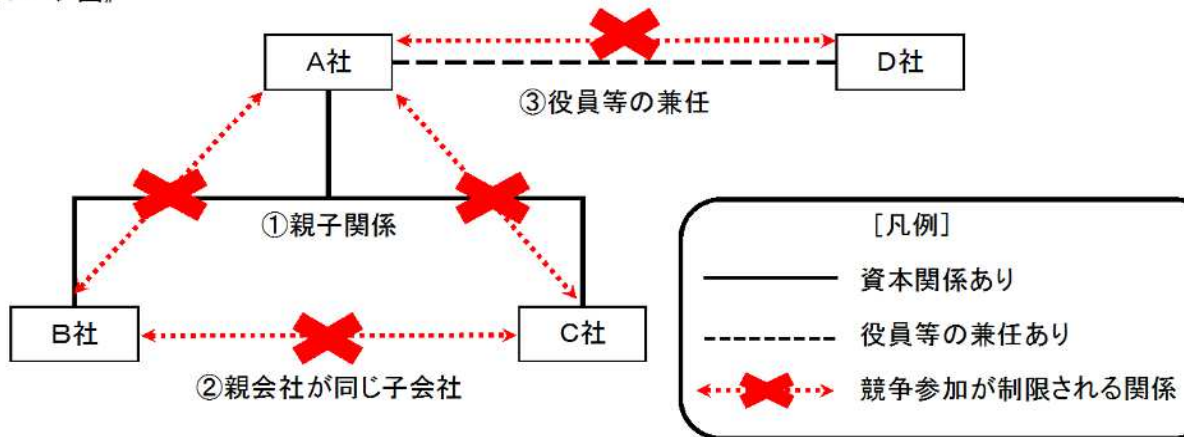 A社
D社
③役員等の兼任
①親子関係
B社
C社
②親会社が同じ子会社
[凡例]
資本関係あり
役員等の兼任あり
競争参加が制限される関係